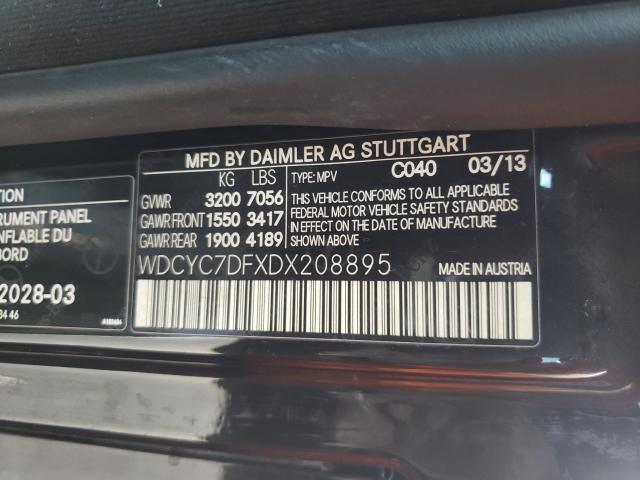 MFD BY DAIMLER AG STUTTGART
KG LBS
GVWR 3200 7056
GAWR FRONT 1550 3417
GAWR REAR 1900 4189
TYPE: MPV C040 03/13
THIS VEHICLE CONFORMS TO ALL APPLICABLE
FEDERAL MOTOR VEHICLE SAFETY STANDARDS
IN EFFECT ON THE DATE OF MANUFACTURE
SHOWN ABOVE
WDCYC7DFXDX208895
MADE IN AUSTRIA
TION
TRUMENT PANEL
NFLABLE DU
BORD
2028-03